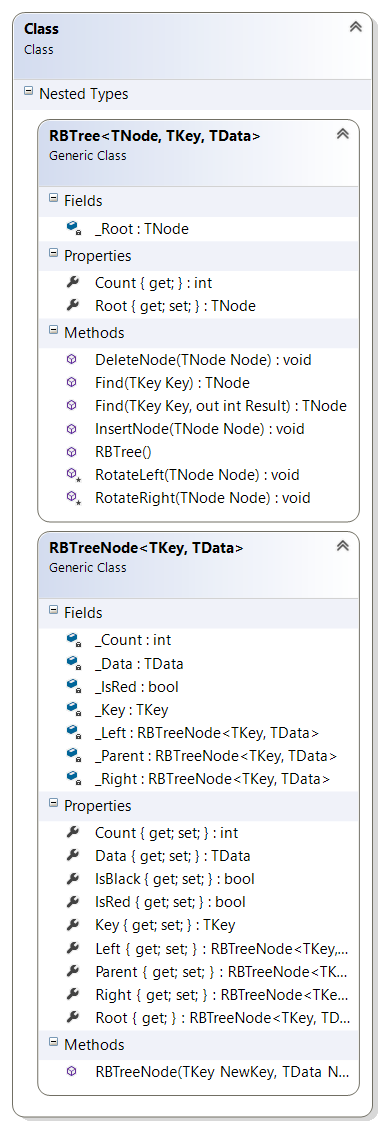 Class
Class
Nested Types
RBTree<TNode, TKey, TData>
Generic Class
Fields
_Root : TNode
Properties
Count { get; } : int
Root { get; set; } : TNode
Methods
DeleteNode(TNode Node) : void
Find(TKey Key) : TNode
Find(TKey Key, out int Result) : TNode
InsertNode(TNode Node) : void
RBTree()
RotateLeft(TNode Node) : void
RotateRight(TNode Node) : void
RBTreeNode<TKey, TData>
Generic Class
Fields
_Count : int
_Data : TData
_IsRed : bool
_Key : TKey
_Left : RBTreeNode<TKey, TData>
_Parent : RBTreeNode<TKey, TData>
_Right : RBTreeNode<TKey, TData>
Properties
Count { get; set; } : int
Data { get; set; } : TData
IsBlack { get; set; } : bool
IsRed { get; set; } : bool
Key { get; set; } : TKey
Left { get; set; } : RBTreeNode<TKey,...
Parent { get; set; } : RBTreeNode<TK...
Right { get; set; } : RBTreeNode<TKe...
Root { get; } : RBTreeNode<TKey, TD...
Methods
RBTreeNode(TKey NewKey, TData N...